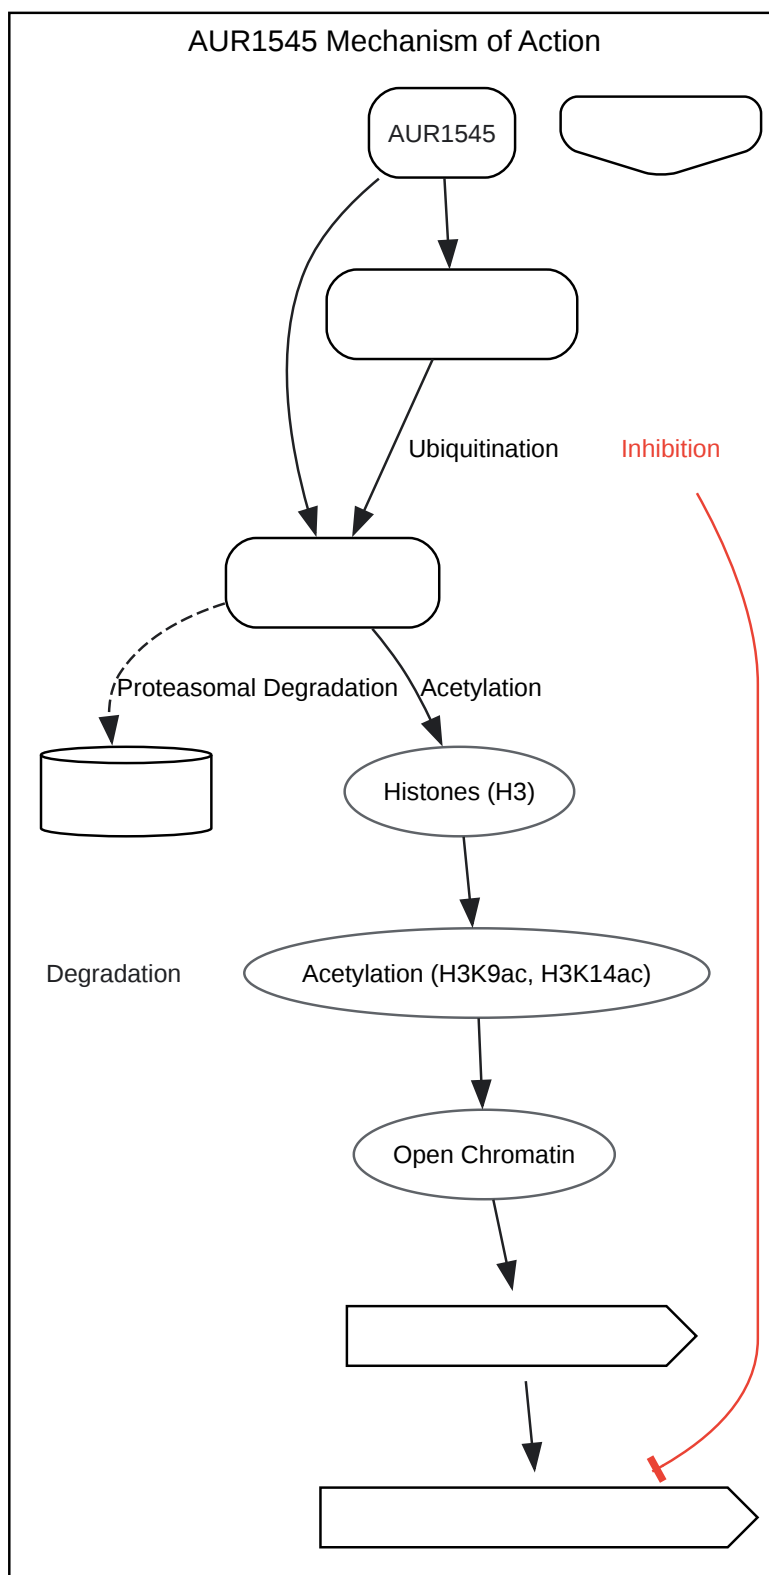 AUR1545 Mechanism of Action
AUR1545
Ubiquitination
Inhibition
Proteasomal Degradation
Acetylation
Histones (H3)
Degradation
Acetylation (H3K9ac, H3K14ac)
Open Chromatin